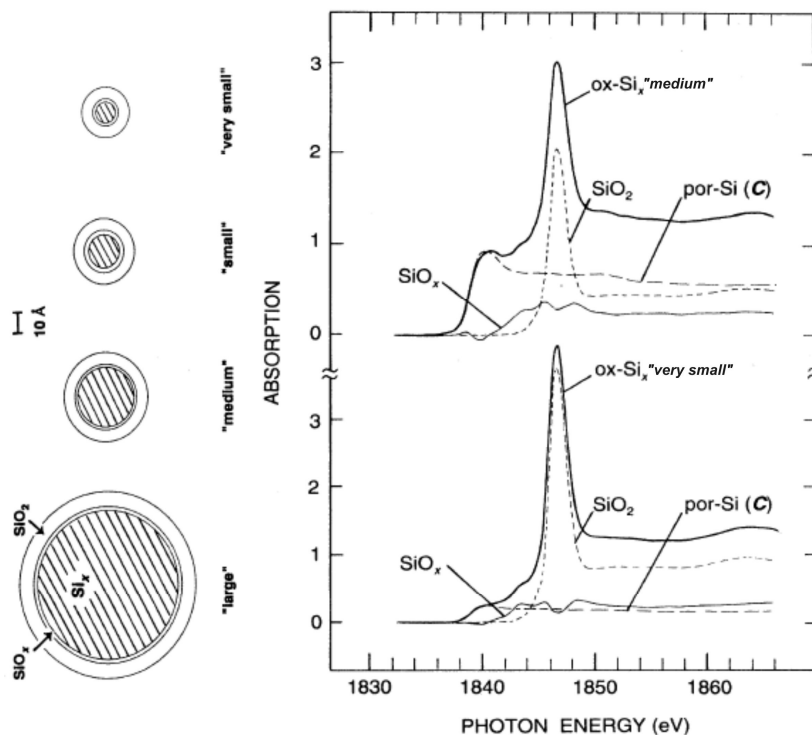 "very small"
"small"
10 Å
"medium"
SiO2
Six
SiOx
"large"
ABSORPTION
3
2
1
0
ox-Six "medium"
SiO2
por-Si (C)
SiOx
3
2
1
0
ox-Six "very small"
SiO2
por-Si (C)
SiOx
1830 1840 1850 1860
PHOTON ENERGY (eV)